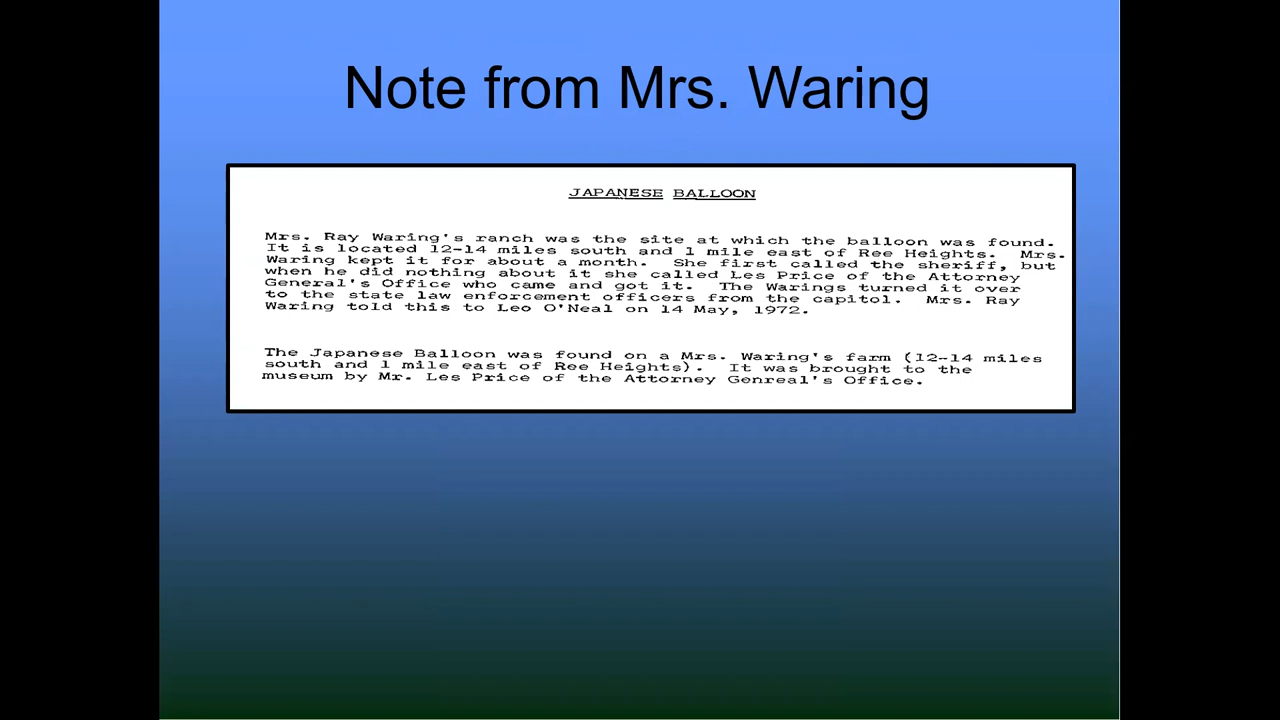 Note from Mrs. Waring
JAPANESE BALLOON
Mrs. Ray Waring's ranch was the site at which the balloon was found.
It is located 12-14 miles south and 1 mile east of Ree Heights. Mrs.
Waring kept it for about a month. She first called the sheriff, but
when he did nothing about it she called Les Price of the Attorney
General's Office who came and got it. The Warings turned it over
to the state law enforcement officers from the capitol. Mrs. Ray
Waring told this to Leo O'Neal on 14 May, 1972.
The Japanese Balloon was found on a Mrs. Waring's farm (12-14 miles
south and 1 mile east of Ree Heights). It was brought to the
museum by Mr. Les Price of the Attorney Genreal's Office.